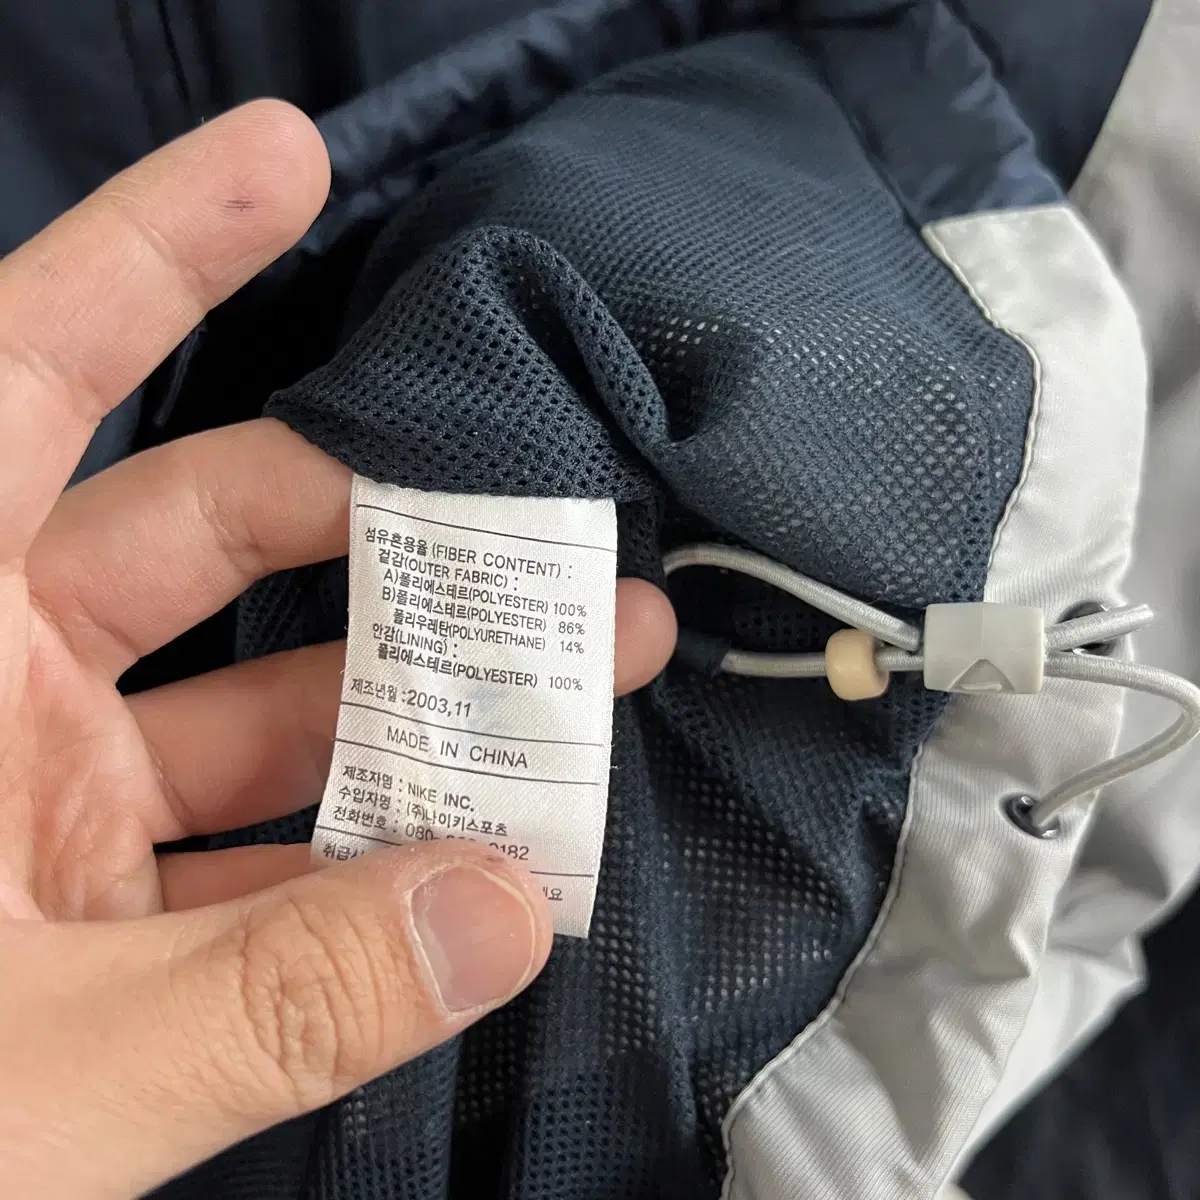 섬유혼용율(FIBER CONTENT) :
겉감(OUTER FABRIC) :
A)폴리에스테르(POLYESTER) 100%
B)폴리에스테르(POLYESTER) 86%
폴리우레탄(POLYURETHANE) 14%
안감(LINING) :
폴리에스테르(POLYESTER) 100%
제조년월 :2003,11
MADE IN CHINA
제조자명 : NIKE INC.
수입자명 : (주)나이키스포츠
전화번호 : 080- 0182